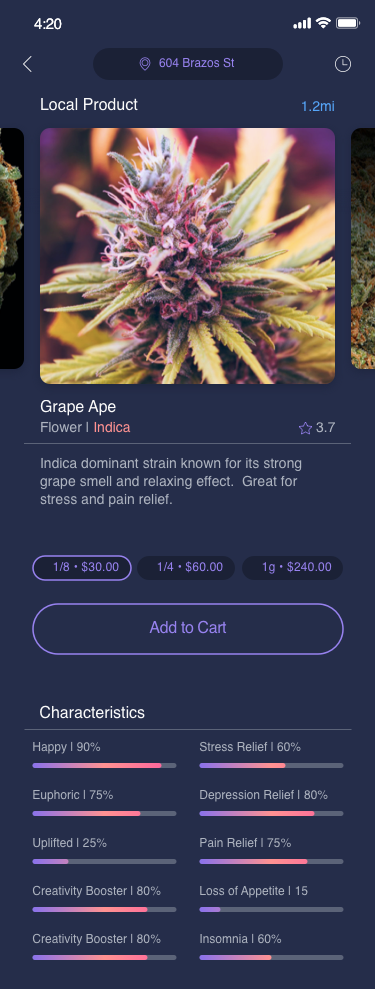 4:20
604 Brazos St
Local Product
1.2mi
Grape Ape
Flower | Indica
3.7
Indica dominant strain known for its strong
grape smell and relaxing effect.  Great for
stress and pain relief.
1/8 • $30.00
1/4 • $60.00
1g • $240.00
Add to Cart
Characteristics
Happy | 90%
Stress Relief | 60%
Euphoric | 75%
Depression Relief | 80%
Uplifted | 25%
Pain Relief | 75%
Creativity Booster | 80%
Loss of Appetite | 15
Creativity Booster | 80%
Insomnia | 60%